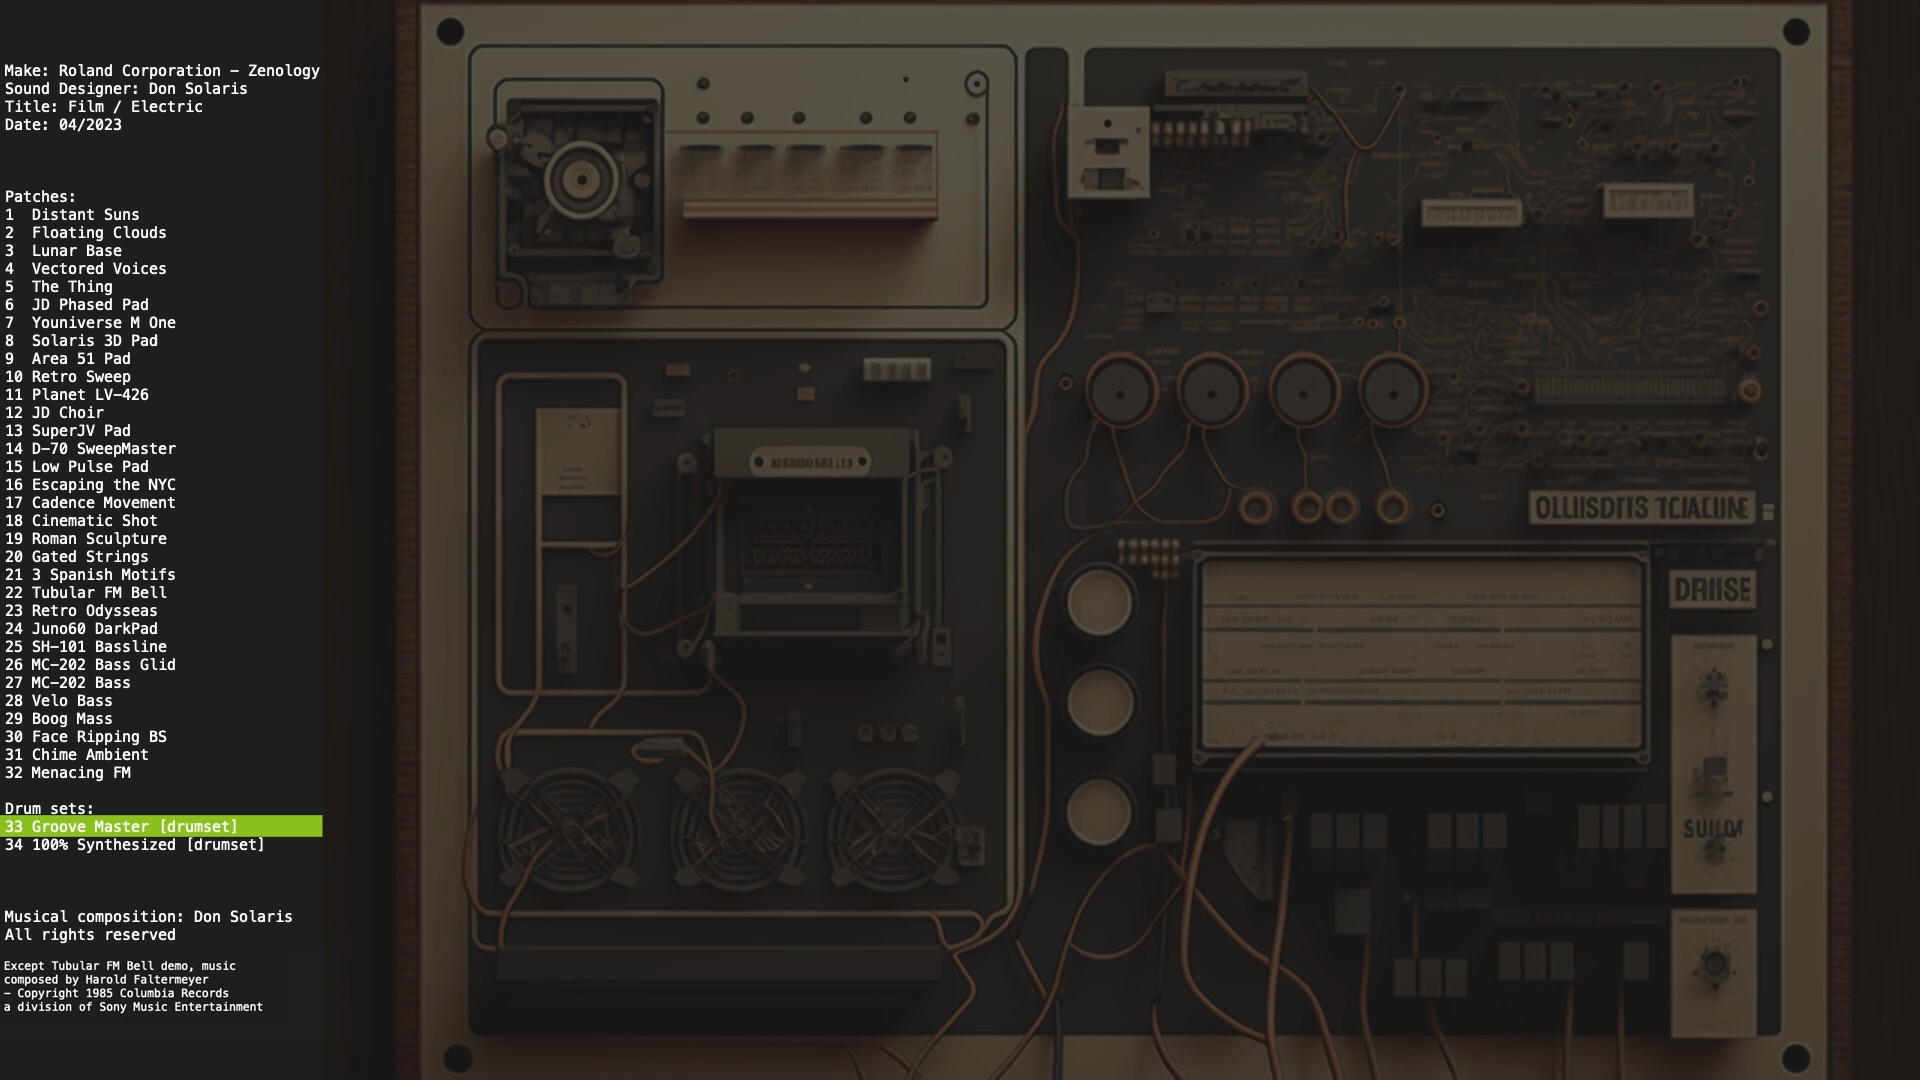 Make: Roland Corporation – Zenology
Sound Designer: Don Solaris
Title: Film / Electric
Date: 04/2023
Patches:
1 Distant Suns
2 Floating Clouds
3 Lunar Base
4 Vectored Voices
5 The Thing
6 JD Phased Pad
7 Youniverse M One
8 Solaris 3D Pad
9 Area 51 Pad
10 Retro Sweep
11 Planet LV–426
12 JD Choir
13 SuperJV Pad
14 D–70 SweepMaster
15 Low Pulse Pad
16 Escaping the NYC
17 Cadence Movement
18 Cinematic Shot
19 Roman Sculpture
20 Gated Strings
21 3 Spanish Motifs
22 Tubular FM Bell
23 Retro Odysseas
24 Juno60 DarkPad
25 SH–101 Bassline
26 MC–202 Bass Glid
27 MC–202 Bass
28 Velo Bass
29 Boog Mass
30 Face Ripping BS
31 Chime Ambient
32 Menacing FM
Drum sets:
33 Groove Master [drumset]
34 100% Synthesized [drumset]
Musical composition: Don Solaris
All rights reserved
Except Tubular FM Bell demo, music
composed by Harold Faltermeyer
– Copyright 1985 Columbia Records
a division of Sony Music Entertainment